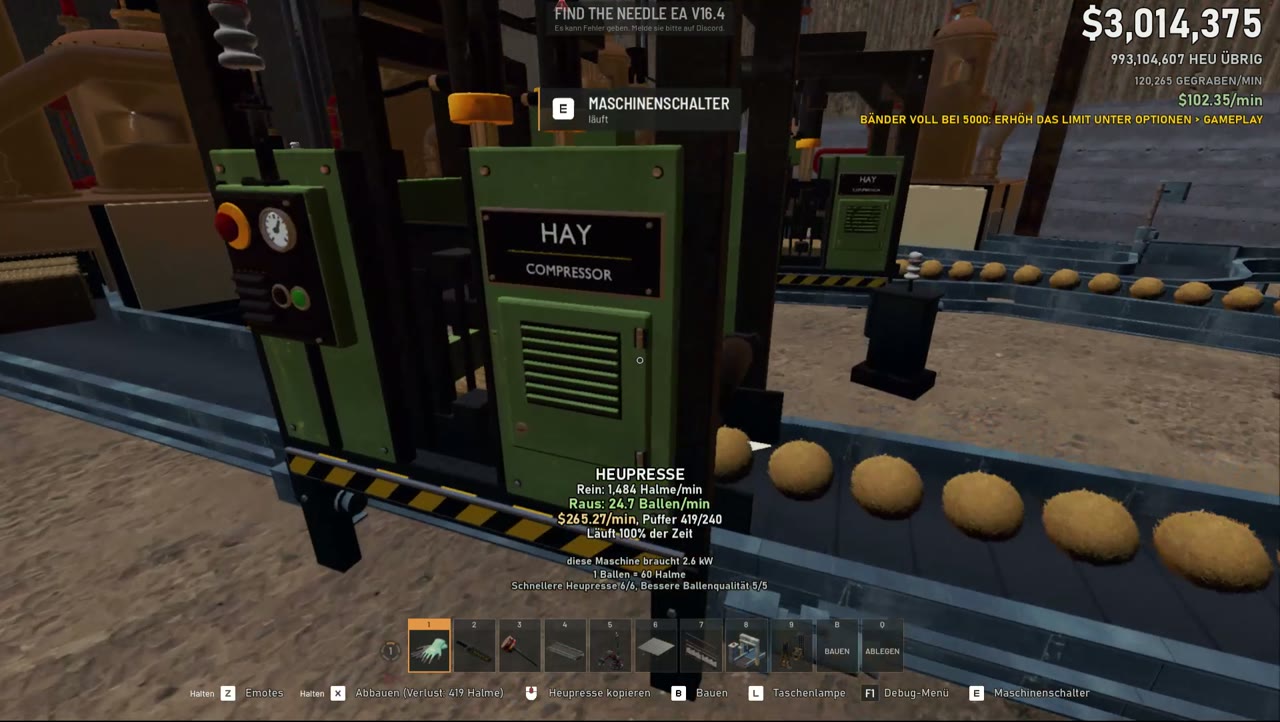 FIND THE NEEDLE EA V16.4
Es kann Fehler geben. Melde sie bitte auf Discord.
$3,014,375
993,104,607 HEU ÜBRIG
120,265 GEGRABEN/MIN
$102.35/min
BÄNDER VOLL BEI 5000: ERHÖH DAS LIMIT UNTER OPTIONEN > GAMEPLAY
E MASCHINENSCHALTER
läuft
HAY
COMPRESSOR
HAY
COMPRESSOR
HEUPRESSE
Rein: 1,484 Halme/min
Raus: 24.7 Ballen/min
$265.27/min, Puffer 419/240
Läuft 100% der Zeit
diese Maschine braucht 2.6 kW
1 Ballen = 60 Halme
Schnellere Heupresse 6/6, Bessere Ballenqualität 5/5
1 2 3 4 5 6 7 8 9 B 0
BAUEN ABLEGEN
Halten Z Emotes Halten X Abbauen (Verlust: 419 Halme) Heupresse kopieren B Bauen L Taschenlampe F1 Debug-Menü E Maschinenschalter